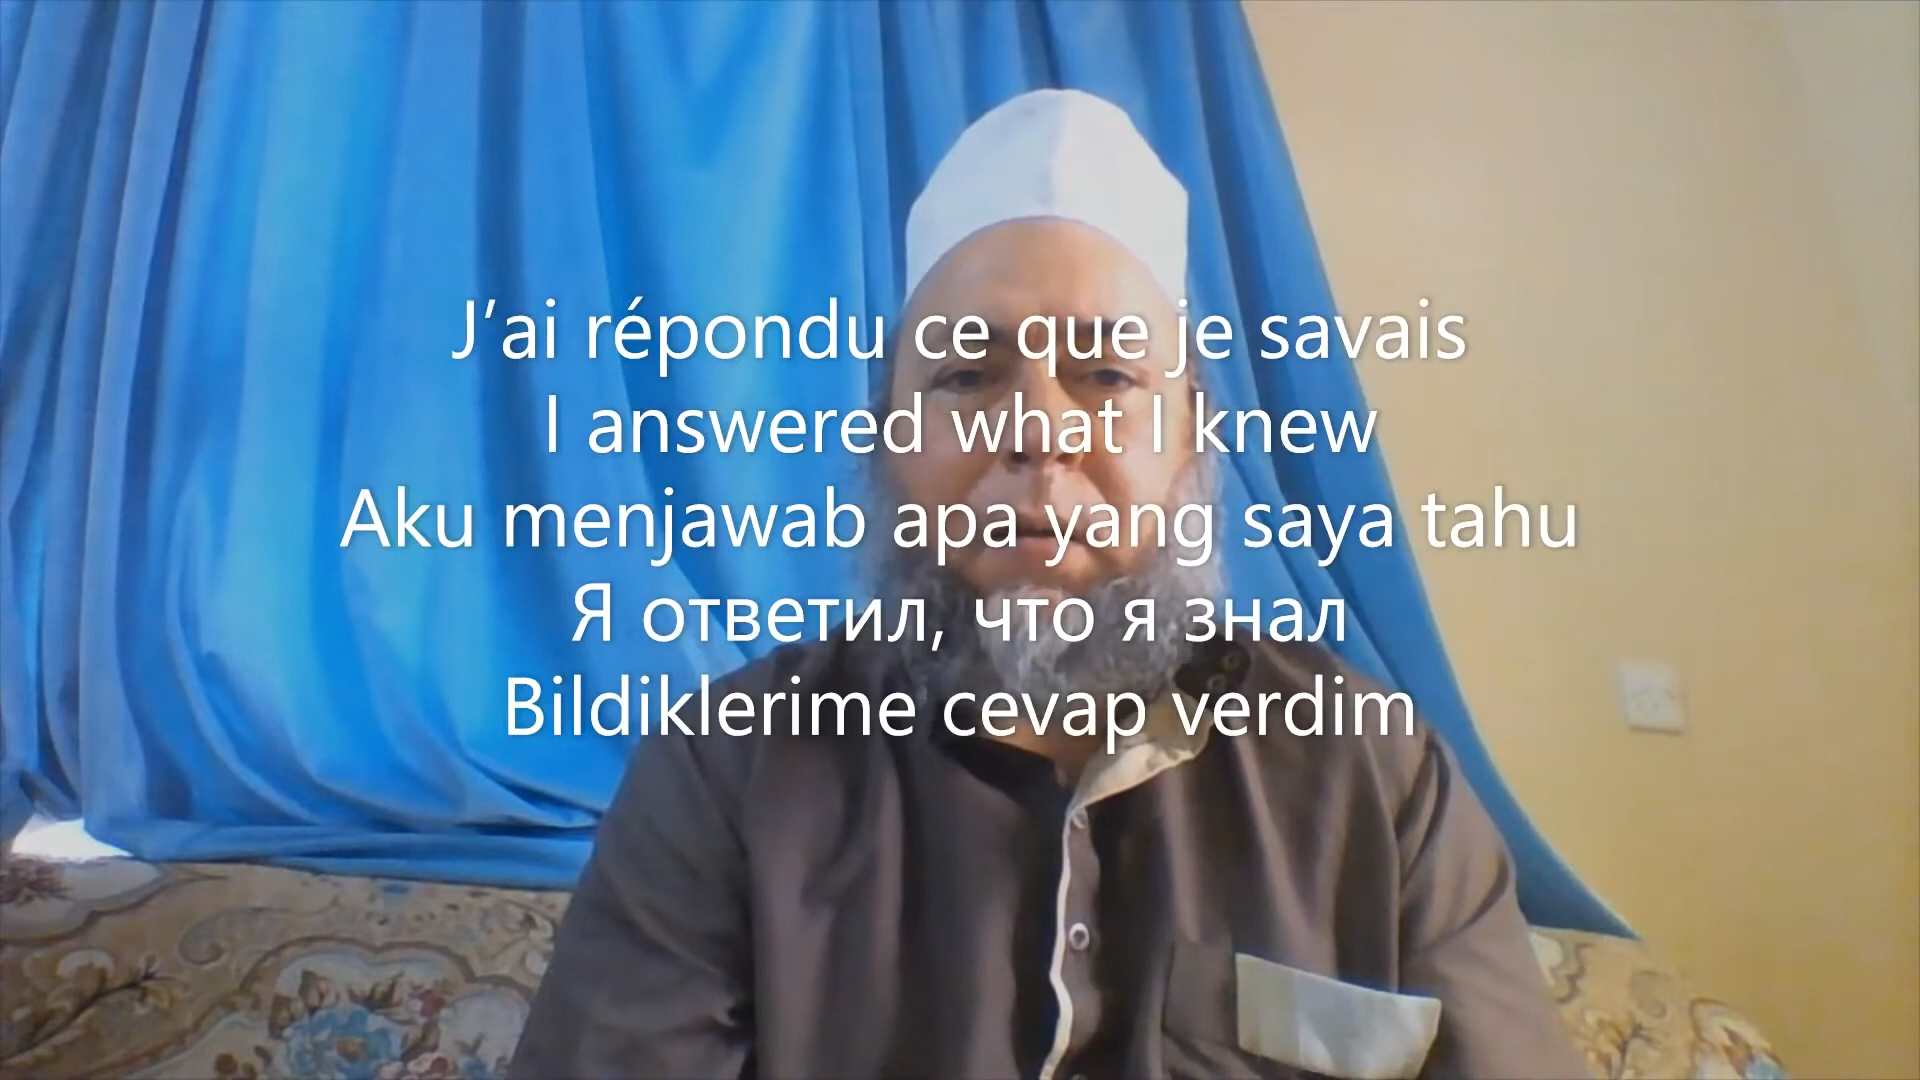 J’ai répondu ce que je savais
I answered what I knew
Aku menjawab apa yang saya tahu
Я ответил, что я знал
Bildiklerime cevap verdim